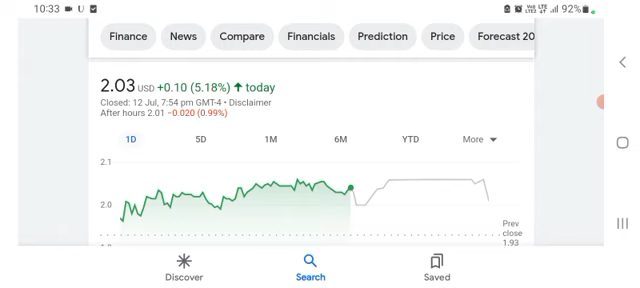 10:33 U 92%
Finance News Compare Financials Prediction Price Forecast 20
2.03 USD +0.10 (5.18%) today
Closed: 12 Jul, 7:54 pm GMT-4 • Disclaimer
After hours 2.01 −0.020 (0.99%)
1D 5D 1M 6M YTD More
2.1
2.0
Prev
close
1.93
Discover Search Saved